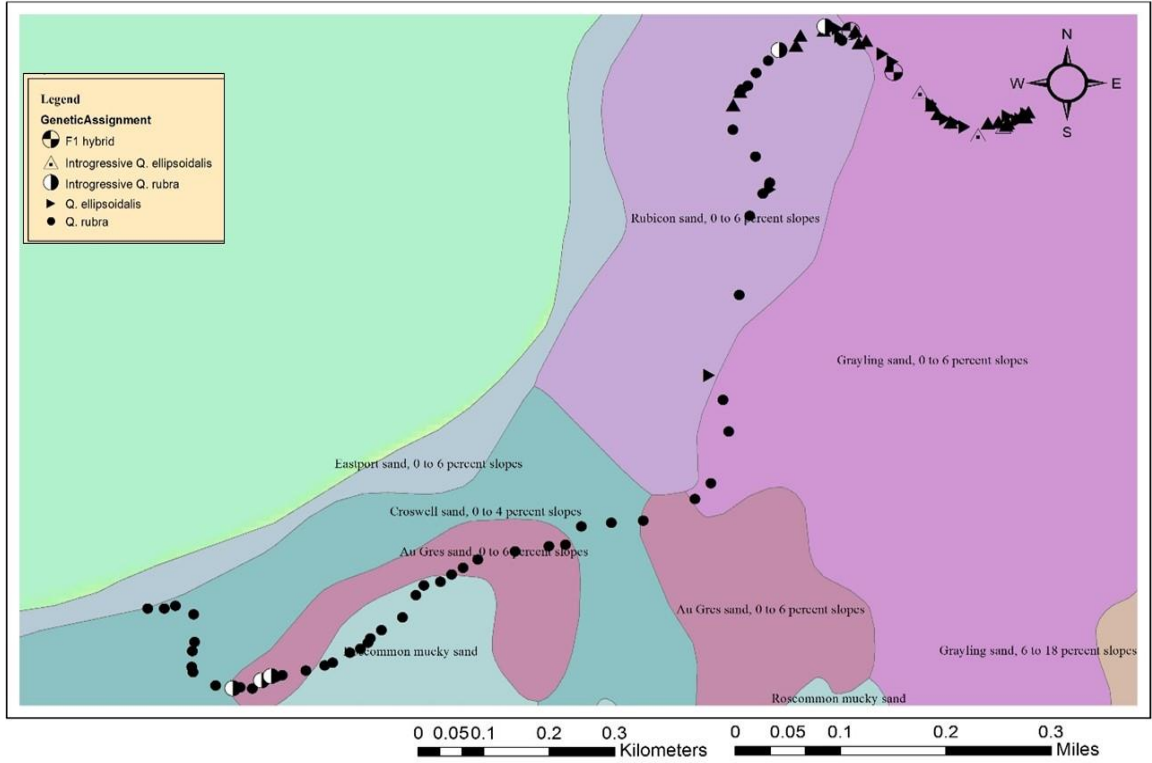 N
W E
S
Legend
GeneticAssignment
F1 hybrid
Introgressive Q. ellipsoidalis
Introgressive Q. rubra
Q. ellipsoidalis
Q. rubra
Rubicon sand, 0 to 6 percent slopes
Grayling sand, 0 to 6 percent slopes
Eastport sand, 0 to 6 percent slopes
Croswell sand, 0 to 4 percent slopes
Au Gres sand, 0 to 6 percent slopes
Au Gres sand, 0 to 6 percent slopes
Roscommon mucky sand
Grayling sand, 6 to 18 percent slopes
Roscommon mucky sand
0 0.05 0.1 0.2 0.3 Kilometers
0 0.05 0.1 0.2 0.3 Miles